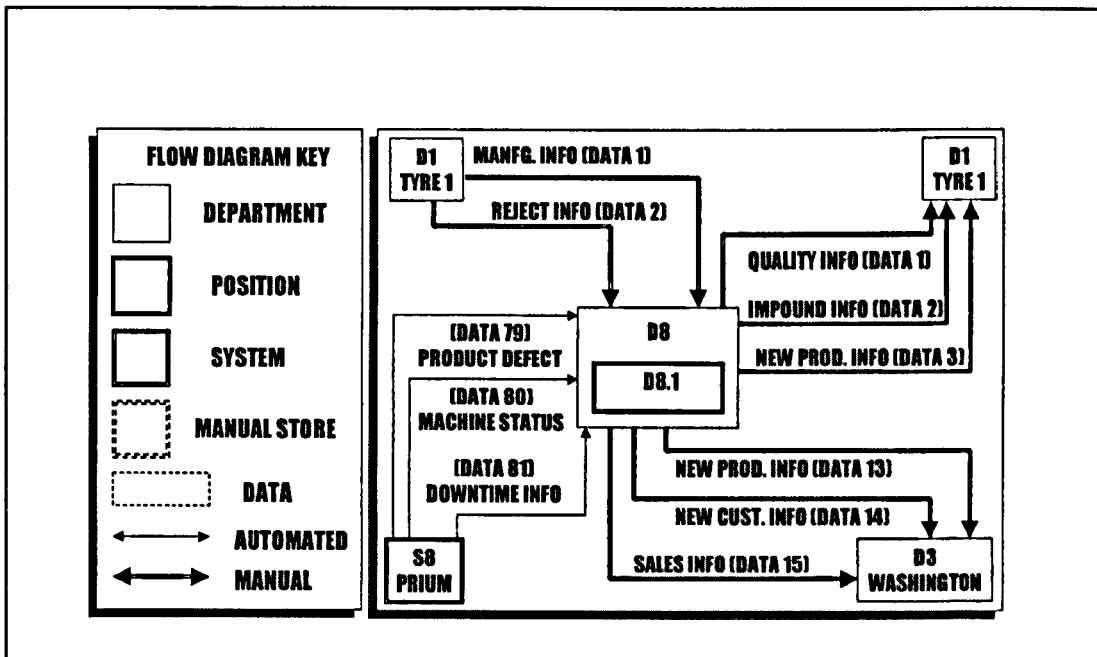 FLOW DIAGRAM KEY
DEPARTMENT
POSITION
SYSTEM
MANUAL STORE
DATA
AUTOMATED
MANUAL
D1
TYRE 1
MANFG. INFO (DATA 1)
REJECT INFO (DATA 2)
D1
TYRE 1
QUALITY INFO (DATA 1)
IMPOUND INFO (DATA 2)
NEW PROD. INFO (DATA 3)
(DATA 79)
PRODUCT DEFECT
(DATA 80)
MACHINE STATUS
(DATA 81)
DOWNTIME INFO
D8
D8.1
S8
PRIUM
NEW PROD. INFO (DATA 13)
NEW CUST. INFO (DATA 14)
SALES INFO (DATA 15)
D3
WASHINGTON